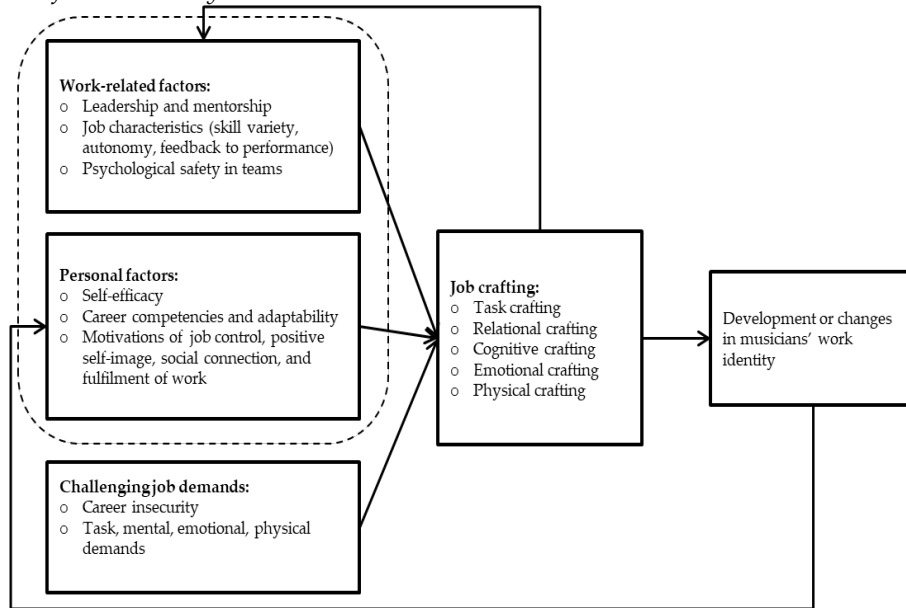 Work-related factors:
o Leadership and mentorship
o Job characteristics (skill variety,
autonomy, feedback to performance)
o Psychological safety in teams
Personal factors:
o Self-efficacy
o Career competencies and adaptability
o Motivations of job control, positive
self-image, social connection, and
fulfilment of work
Challenging job demands:
o Career insecurity
o Task, mental, emotional, physical
demands
Job crafting:
o Task crafting
o Relational crafting
o Cognitive crafting
o Emotional crafting
o Physical crafting
Development or changes
in musicians' work
identity